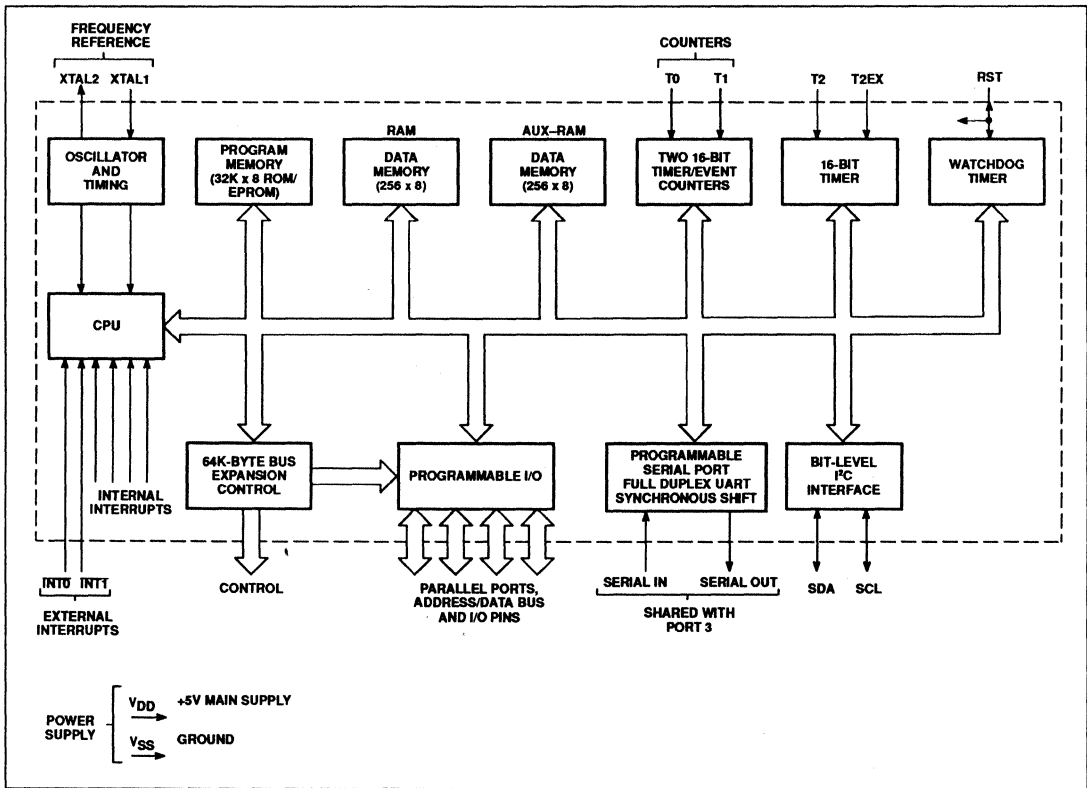 FREQUENCY
REFERENCE
XTAL2 XTAL1
COUNTERS
T0 T1
T2 T2EX
RST
OSCILLATOR
AND
TIMING
PROGRAM
MEMORY
(32K x 8 ROM/
EPROM)
RAM
DATA
MEMORY
(256 x 8)
AUX–RAM
DATA
MEMORY
(256 x 8)
TWO 16-BIT
TIMER/EVENT
COUNTERS
16-BIT
TIMER
WATCHDOG
TIMER
CPU
INTERNAL
INTERRUPTS
64K-BYTE BUS
EXPANSION
CONTROL
PROGRAMMABLE I/O
PROGRAMMABLE
SERIAL PORT
FULL DUPLEX UART
SYNCHRONOUS SHIFT
BIT-LEVEL
I²C
INTERFACE
INT0 INT1
EXTERNAL
INTERRUPTS
CONTROL
PARALLEL PORTS,
ADDRESS/DATA BUS
AND I/O PINS
SERIAL IN SERIAL OUT
SHARED WITH
PORT 3
SDA SCL
POWER
SUPPLY
VDD +5V MAIN SUPPLY
VSS GROUND